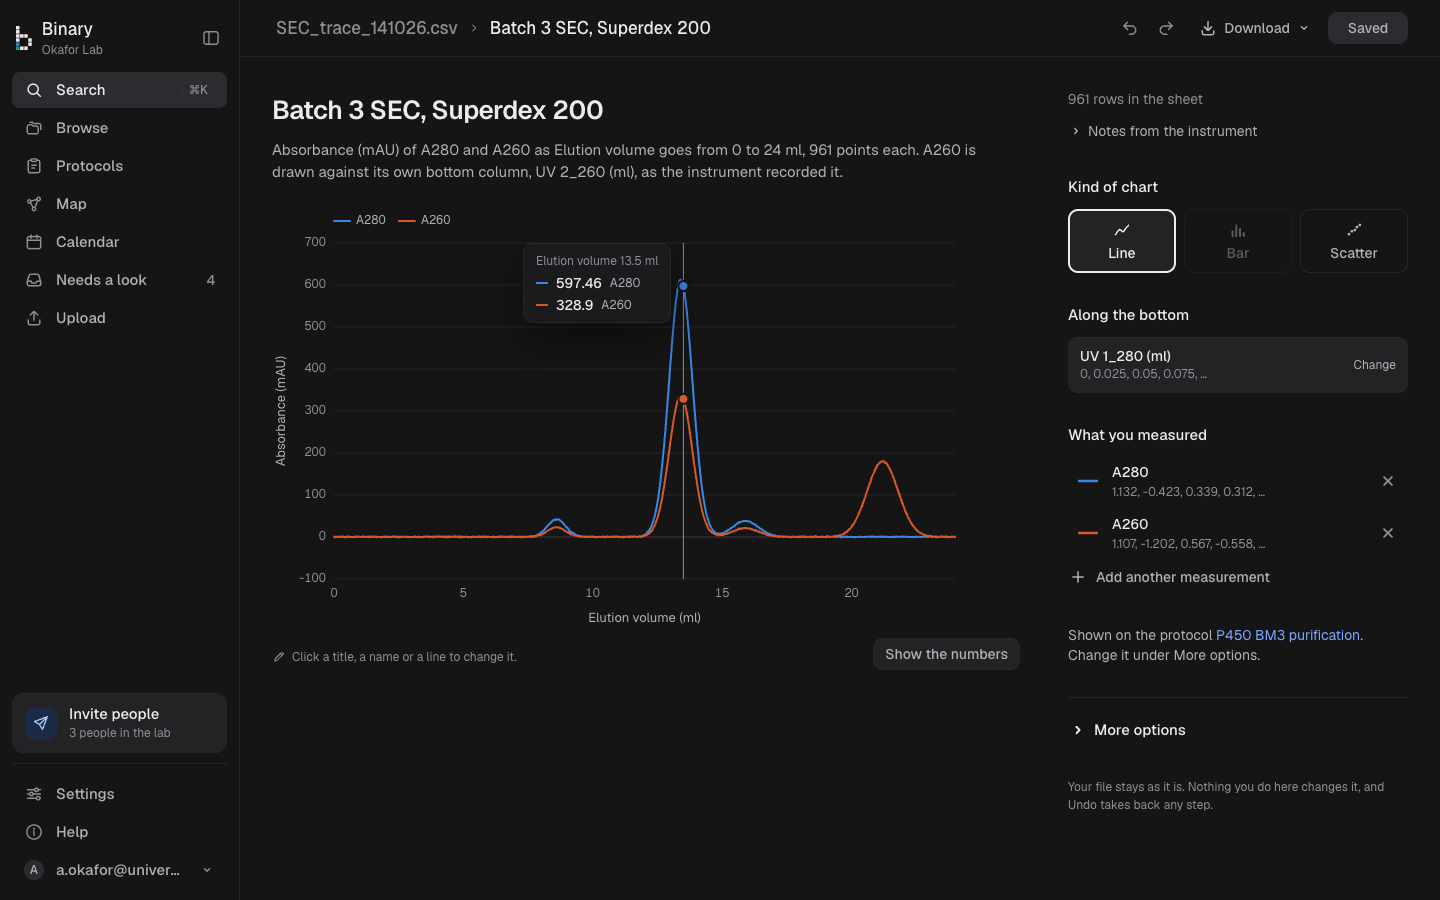 Binary
Okafor Lab
Search ⌘K
Browse
Protocols
Map
Calendar
Needs a look 4
Upload
Invite people
3 people in the lab
Settings
Help
A a.okafor@univer...
SEC_trace_141026.csv › Batch 3 SEC, Superdex 200
Download
Saved
Batch 3 SEC, Superdex 200
Absorbance (mAU) of A280 and A260 as Elution volume goes from 0 to 24 ml, 961 points each. A260 is
drawn against its own bottom column, UV 2_260 (ml), as the instrument recorded it.
A280 A260
700
600
500
400
300
200
100
0
-100
Absorbance (mAU)
Elution volume 13.5 ml
597.46 A280
328.9 A260
0 5 10 15 20
Elution volume (ml)
Click a title, a name or a line to change it.
Show the numbers
961 rows in the sheet
Notes from the instrument
Kind of chart
Line Bar Scatter
Along the bottom
UV 1_280 (ml)
0, 0.025, 0.05, 0.075, ...
Change
What you measured
A280
1.132, -0.423, 0.339, 0.312, ...
A260
1.107, -1.202, 0.567, -0.558, ...
Add another measurement
Shown on the protocol P450 BM3 purification.
Change it under More options.
More options
Your file stays as it is. Nothing you do here changes it, and
Undo takes back any step.